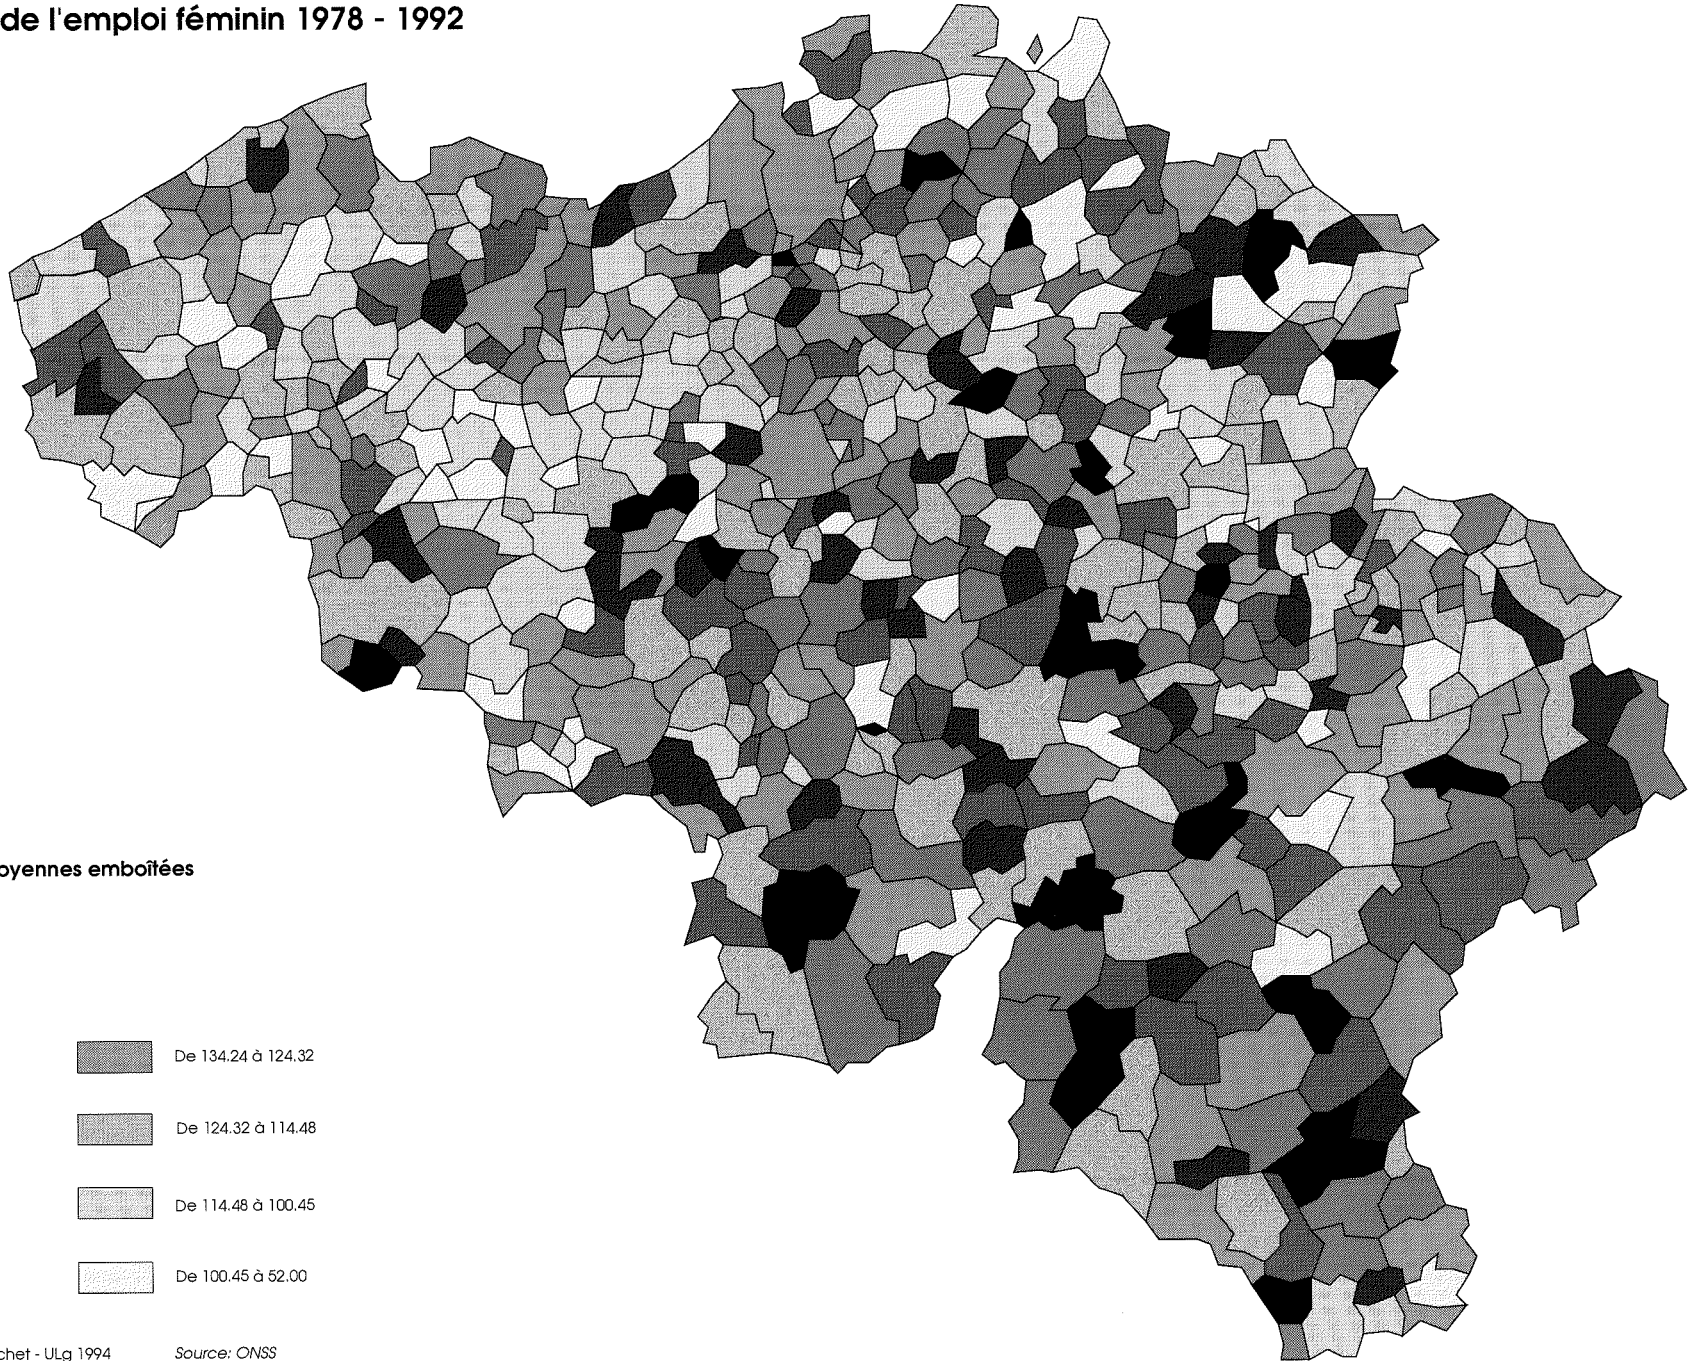 de l'emploi féminin 1978 - 1992
oyennes emboîtées
De 134.24 à 124.32
De 124.32 à 114.48
De 114.48 à 100.45
De 100.45 à 52.00
chet - ULg 1994 Source: ONSS